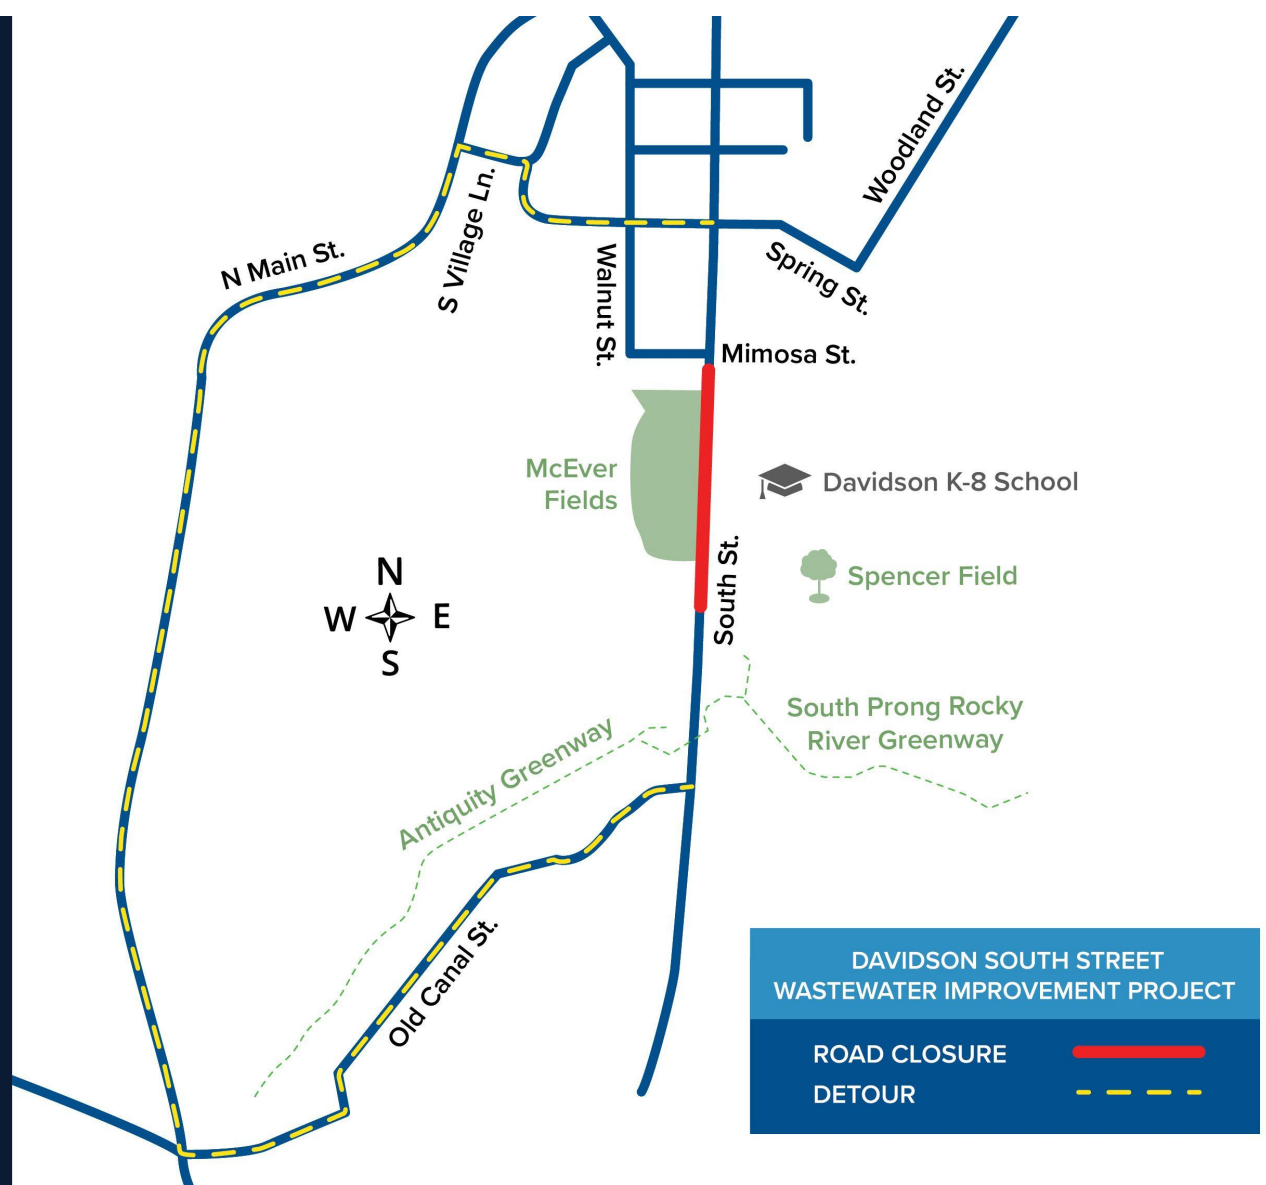 Woodland St.
S Village Ln.
N Main St.
Walnut St.
Spring St.
Mimosa St.
McEver
Fields
Davidson K-8 School
N
W
E
S
South St.
Spencer Field
South Prong Rocky
River Greenway
Antiquity Greenway
Old Canal St.
DAVIDSON SOUTH STREET
WASTEWATER IMPROVEMENT PROJECT
ROAD CLOSURE
DETOUR